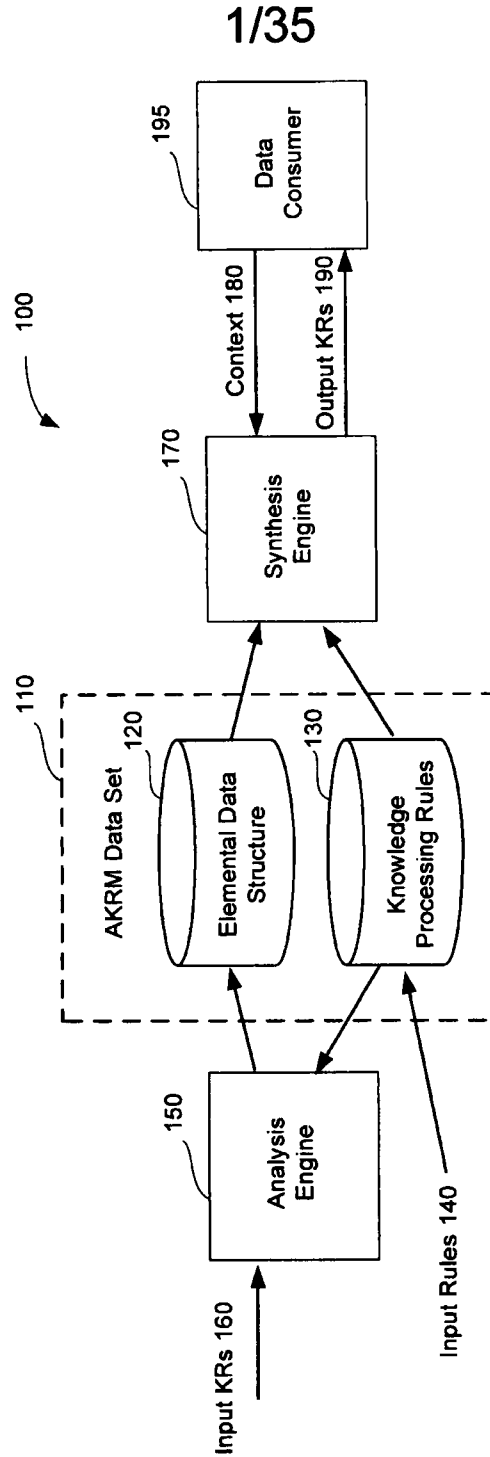 1/35
100
110
AKRM Data Set
120
Elemental Data
Structure
130
Knowledge
Processing Rules
150
Analysis
Engine
Input KRs 160
Input Rules 140
170
Synthesis
Engine
Context 180
Output KRs 190
195
Data
Consumer